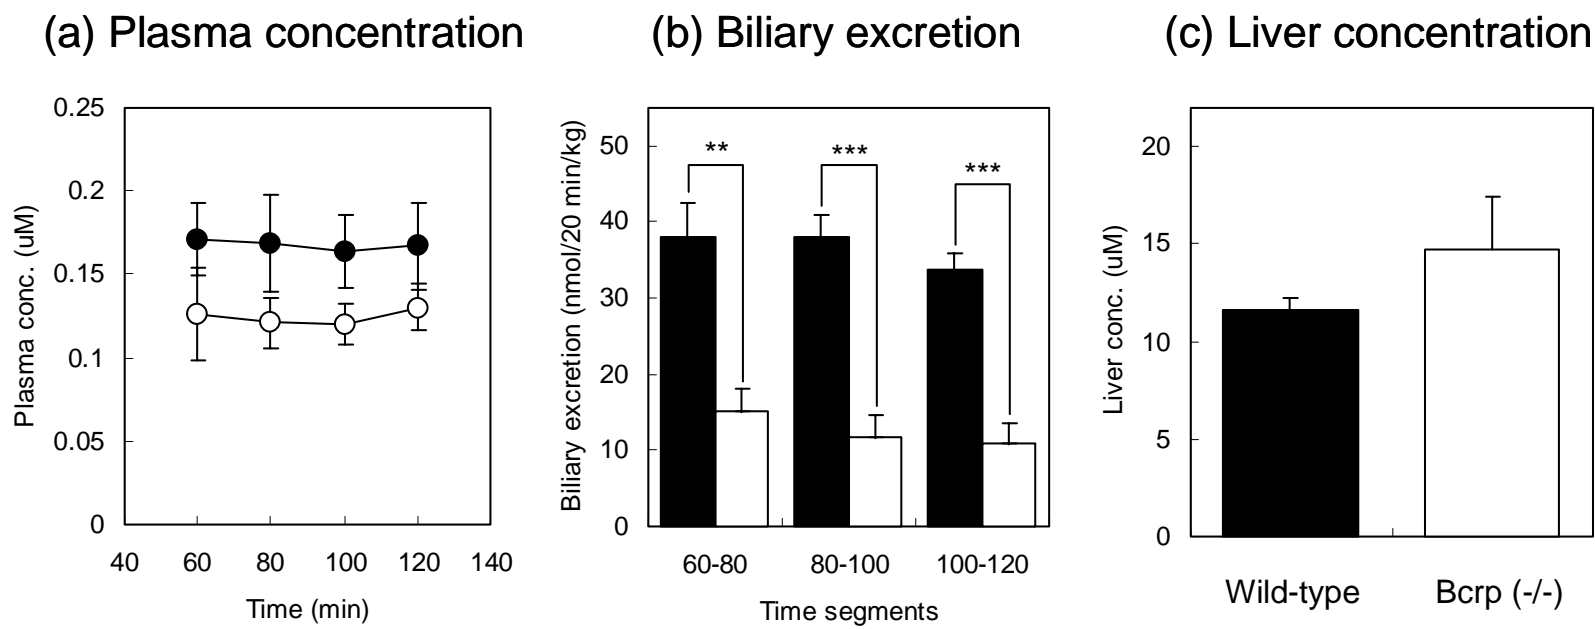 (a) Plasma concentration
(b) Biliary excretion
(c) Liver concentration
Plasma conc. (uM)
0.25
0.2
0.15
0.1
0.05
0
40 60 80 100 120 140
Time (min)
Biliary excretion (nmol/20 min/kg)
50
40
30
20
10
0
** *** ***
60-80 80-100 100-120
Time segments
Liver conc. (uM)
20
15
10
5
0
Wild-type Bcrp (-/-)